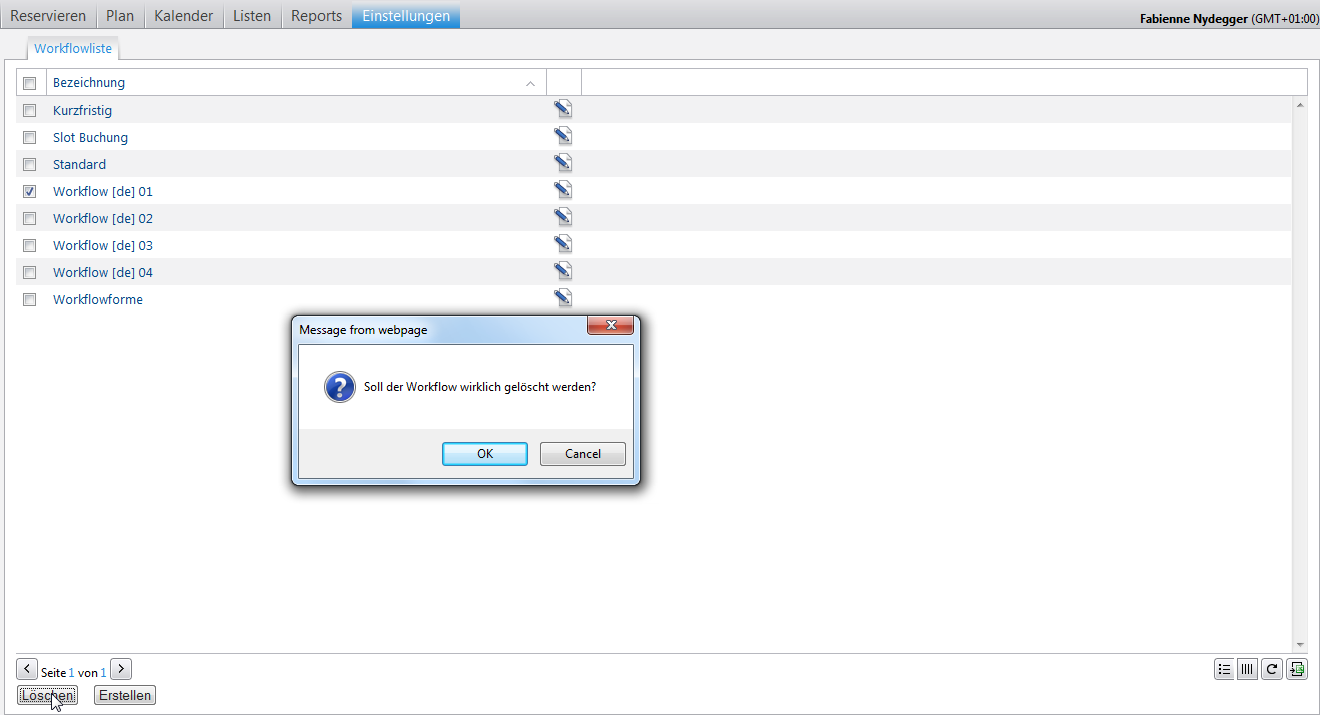 Reservieren Plan Kalender Listen Reports Einstellungen
Fabienne Nydegger (GMT+01:00)
Workflowliste
Bezeichnung
Kurzfristig
Slot Buchung
Standard
Workflow [de] 01
Workflow [de] 02
Workflow [de] 03
Workflow [de] 04
Workflowforme
Message from webpage
Soll der Workflow wirklich gelöscht werden?
OK Cancel
Seite 1 von 1
Löschen Erstellen